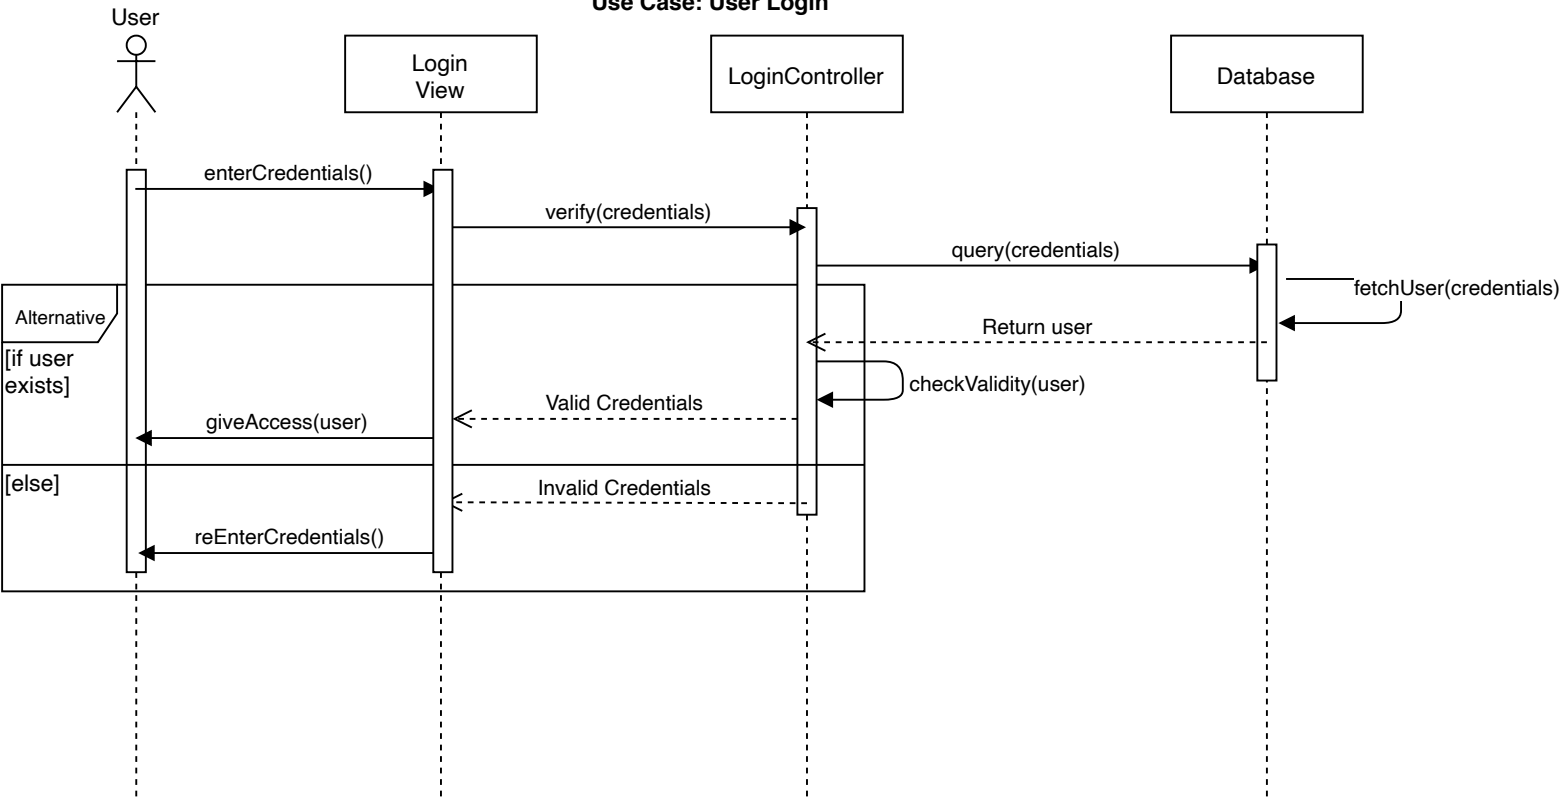 Use Case: User Login
User
Login
View
LoginController
Database
enterCredentials()
verify(credentials)
query(credentials)
fetchUser(credentials)
Alternative
Return user
[if user
exists]
checkValidity(user)
Valid Credentials
giveAccess(user)
[else]
Invalid Credentials
reEnterCredentials()